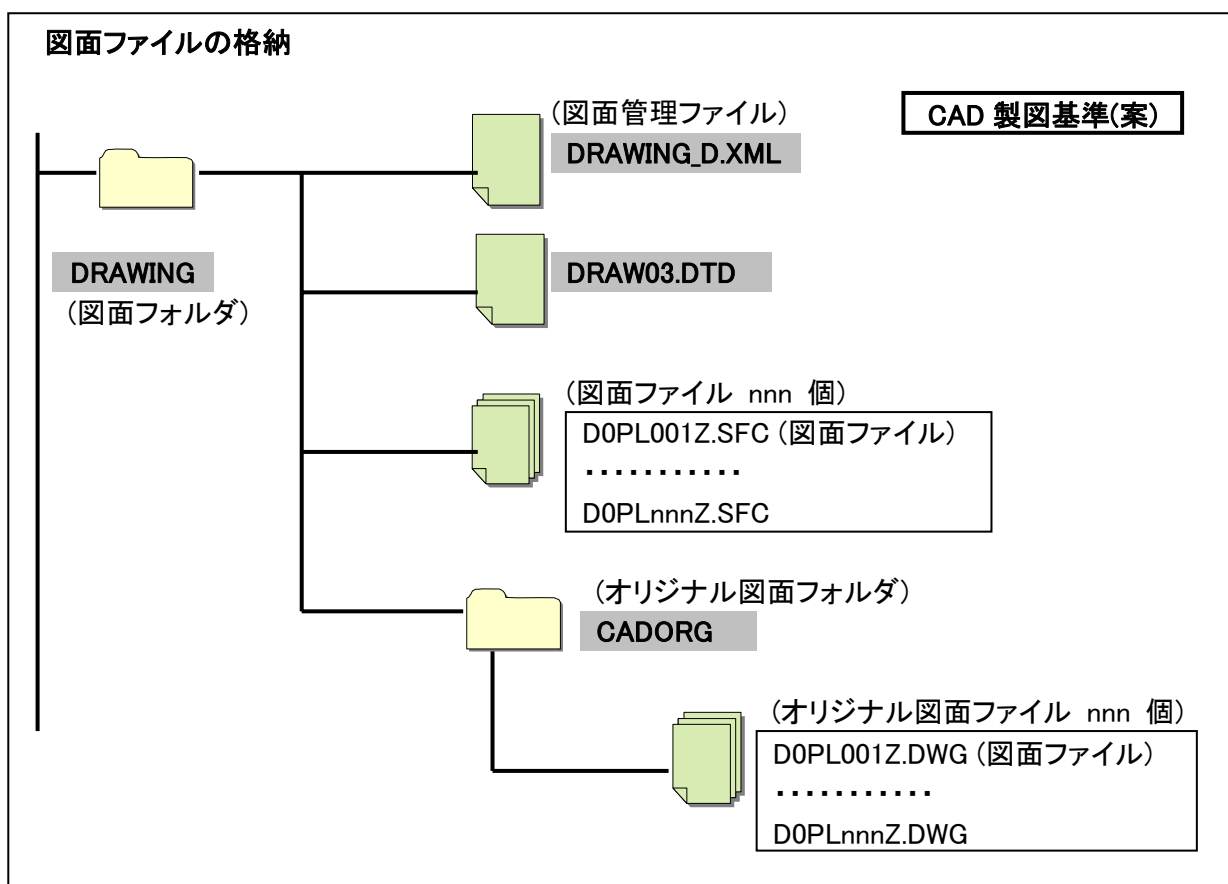 図面ファイルの格納
CAD 製図基準(案)
(図面管理ファイル)
DRAWING_D.XML
DRAWING
(図面フォルダ)
DRAW03.DTD
(図面ファイル nnn 個)
D0PL001Z.SFC (図面ファイル)
・・・・・・・・・・・
D0PLnnnZ.SFC
(オリジナル図面フォルダ)
CADORG
(オリジナル図面ファイル nnn 個)
D0PL001Z.DWG (図面ファイル)
・・・・・・・・・・・
D0PLnnnZ.DWG